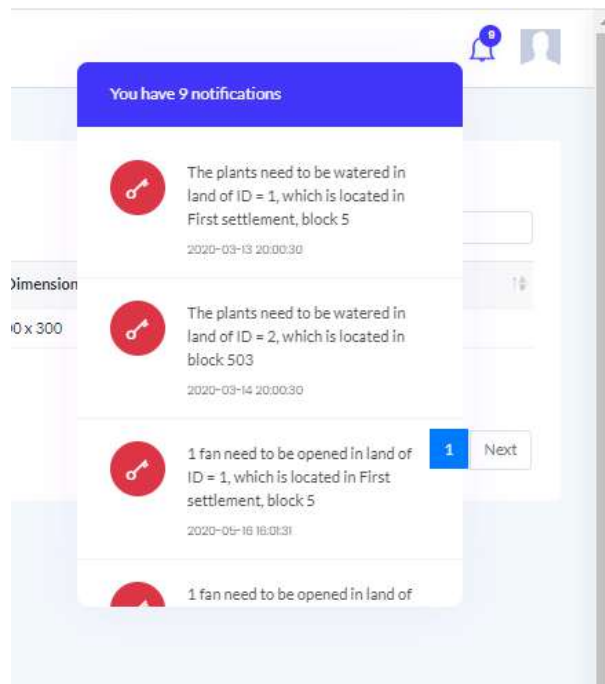 9
You have 9 notifications
The plants need to be watered in
land of ID = 1, which is located in
First settlement, block 5
2020-03-13 20:00:30
Dimension
0 x 300
The plants need to be watered in
land of ID = 2, which is located in
block 503
2020-03-14 20:00:30
1 fan need to be opened in land of
ID = 1, which is located in First
settlement, block 5
2020-05-16 16:01:31
1 Next
1 fan need to be opened in land of